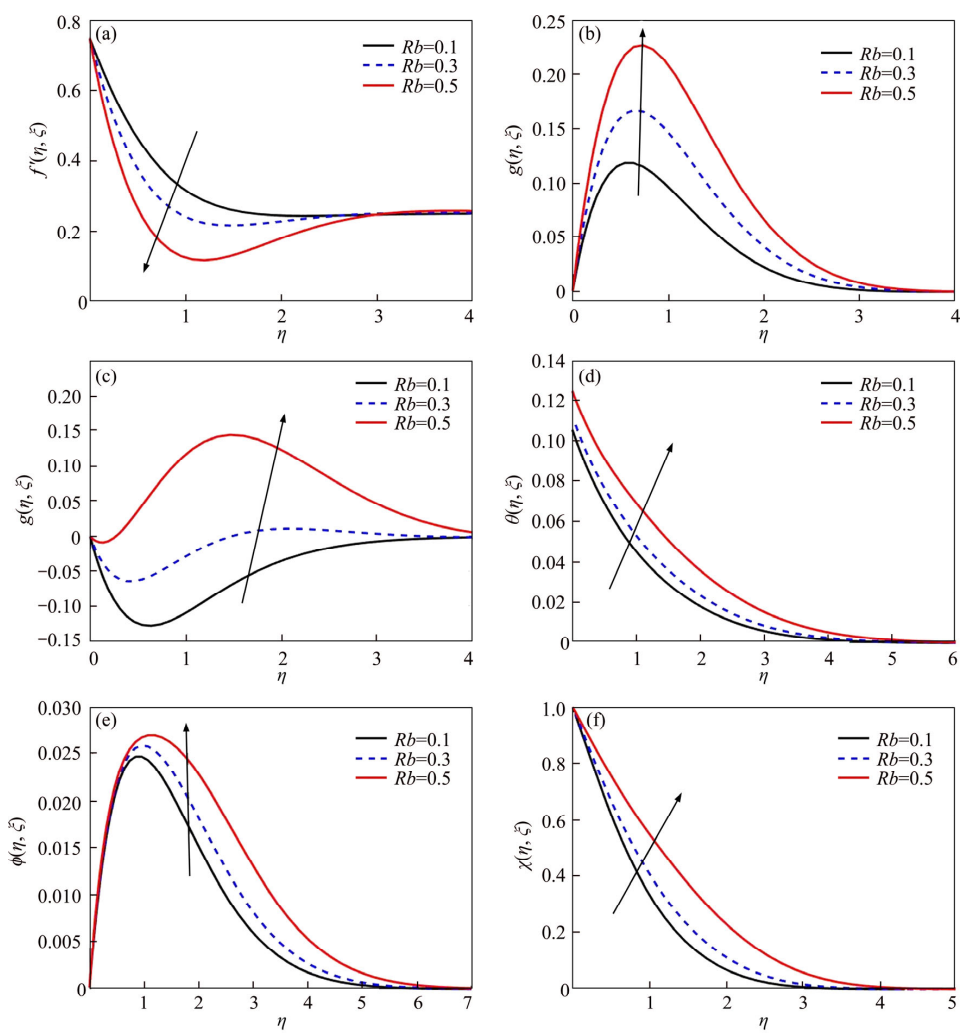 (a)
0.8
0.6
0.4
0.2
0
f′(η, ξ)
Rb=0.1
Rb=0.3
Rb=0.5
1 2 3 4
η
(b)
0.25
0.20
0.15
0.10
0.05
0
g(η, ξ)
Rb=0.1
Rb=0.3
Rb=0.5
0 1 2 3 4
η
(c)
0.20
0.15
0.10
0.05
0
−0.05
−0.10
−0.15
g(η, ξ)
Rb=0.1
Rb=0.3
Rb=0.5
0 1 2 3 4
η
(d)
0.14
0.12
0.10
0.08
0.06
0.04
0.02
0
θ(η, ξ)
Rb=0.1
Rb=0.3
Rb=0.5
1 2 3 4 5 6
η
(e)
0.030
0.025
0.020
0.015
0.010
0.005
0
ϕ(η, ξ)
Rb=0.1
Rb=0.3
Rb=0.5
1 2 3 4 5 6 7
η
(f)
1.0
0.8
0.6
0.4
0.2
0
χ(η, ξ)
Rb=0.1
Rb=0.3
Rb=0.5
1 2 3 4 5
η